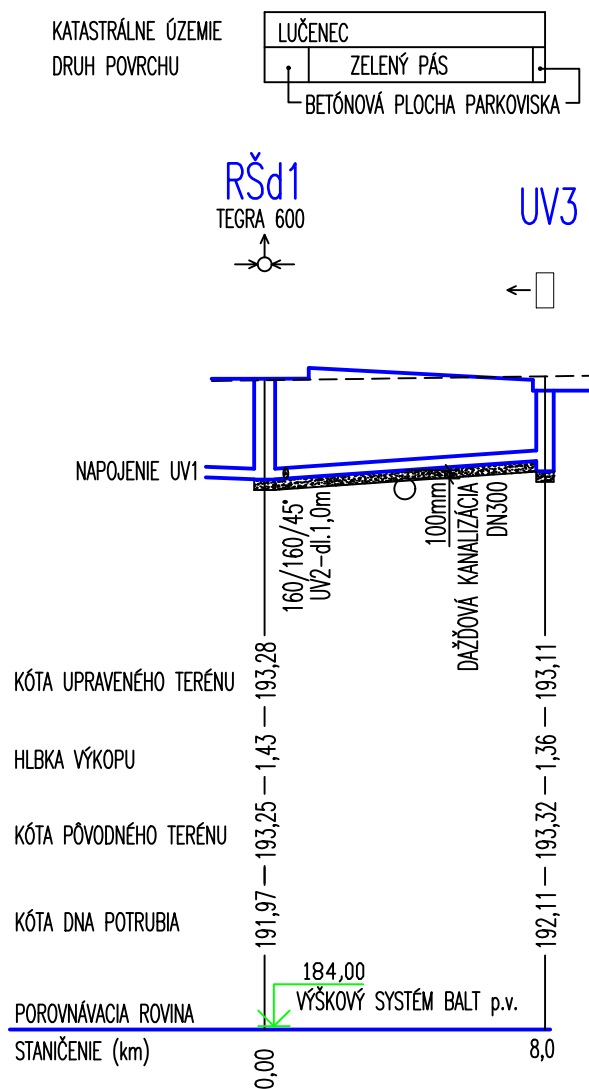 KATASTRÁLNE ÚZEMIE
LUČENEC
DRUH POVRCHU
ZELENÝ PÁS
BETÓNOVÁ PLOCHA PARKOVISKA
RŠd1
TEGRA 600
UV3
NAPOJENIE UV1
160/160/45°
UV2-dl.1,0m
100mm
DAŽĎOVÁ KANALIZÁCIA
DN300
KÓTA UPRAVENÉHO TERÉNU
193,28
193,11
HLBKA VÝKOPU
1,43
1,36
KÓTA PÔVODNÉHO TERÉNU
193,25
193,32
KÓTA DNA POTRUBIA
191,97
192,11
184,00
VÝŠKOVÝ SYSTÉM BALT p.v.
POROVNÁVACIA ROVINA
STANIČENIE (km)
0,00
8,0